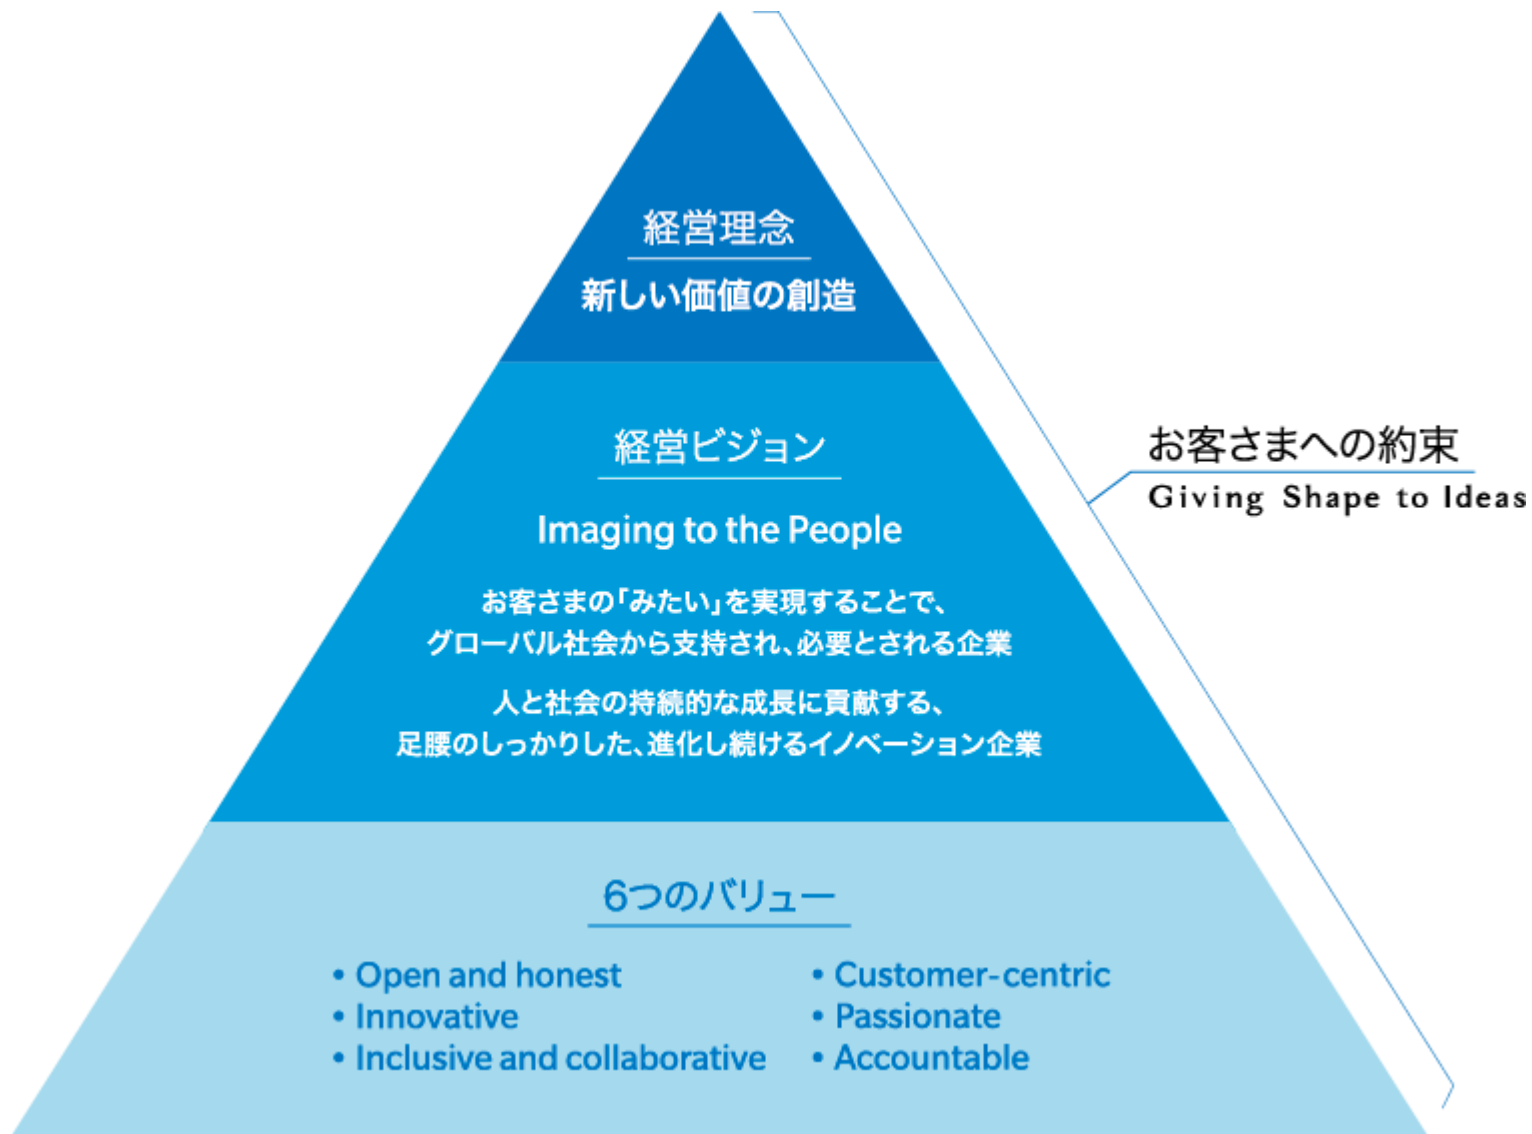 経営理念
新しい価値の創造
経営ビジョン
Imaging to the People
お客さまの「みたい」を実現することで、
グローバル社会から支持され、必要とされる企業
人と社会の持続的な成長に貢献する、
足腰のしっかりした、進化し続けるイノベーション企業
お客さまへの約束
Giving Shape to Ideas
6つのバリュー
• Open and honest
• Innovative
• Inclusive and collaborative
• Customer-centric
• Passionate
• Accountable